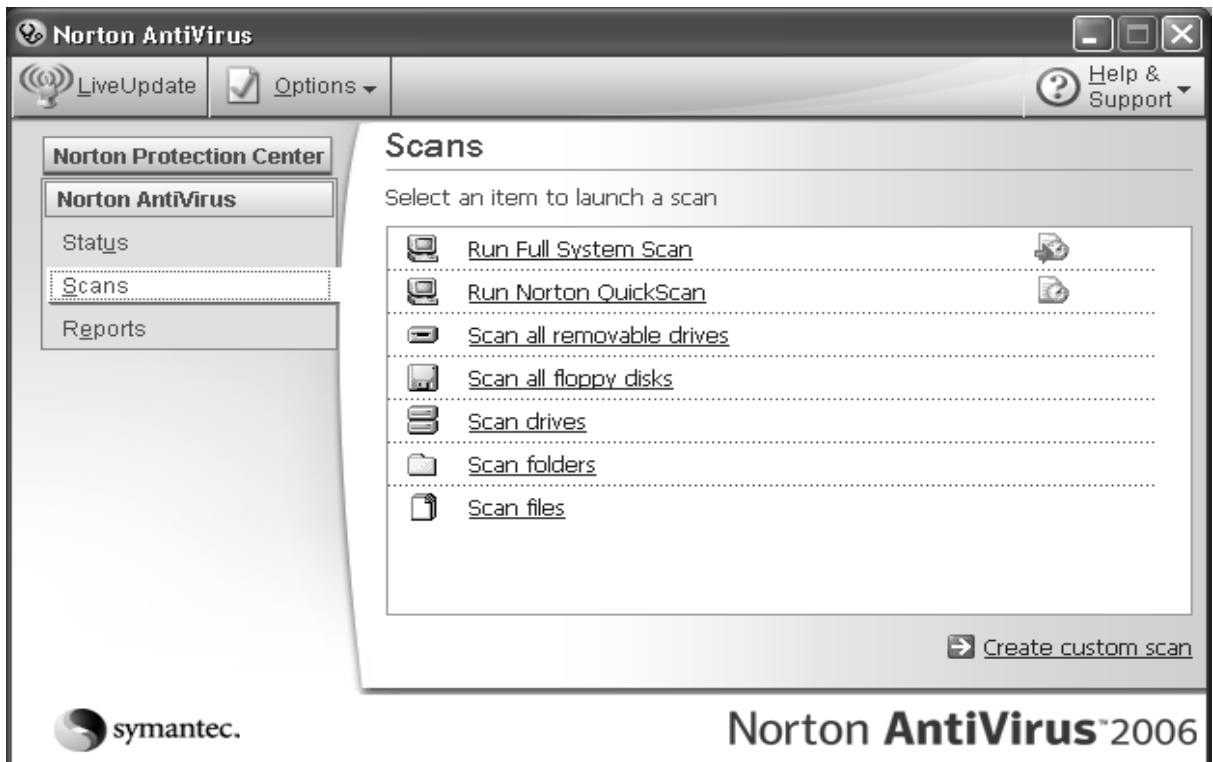 Norton AntiVirus
LiveUpdate
Options
Help &
Support
Norton Protection Center
Norton AntiVirus
Status
Scans
Reports
Scans
Select an item to launch a scan
Run Full System Scan
Run Norton QuickScan
Scan all removable drives
Scan all floppy disks
Scan drives
Scan folders
Scan files
Create custom scan
symantec.
Norton AntiVirus™2006